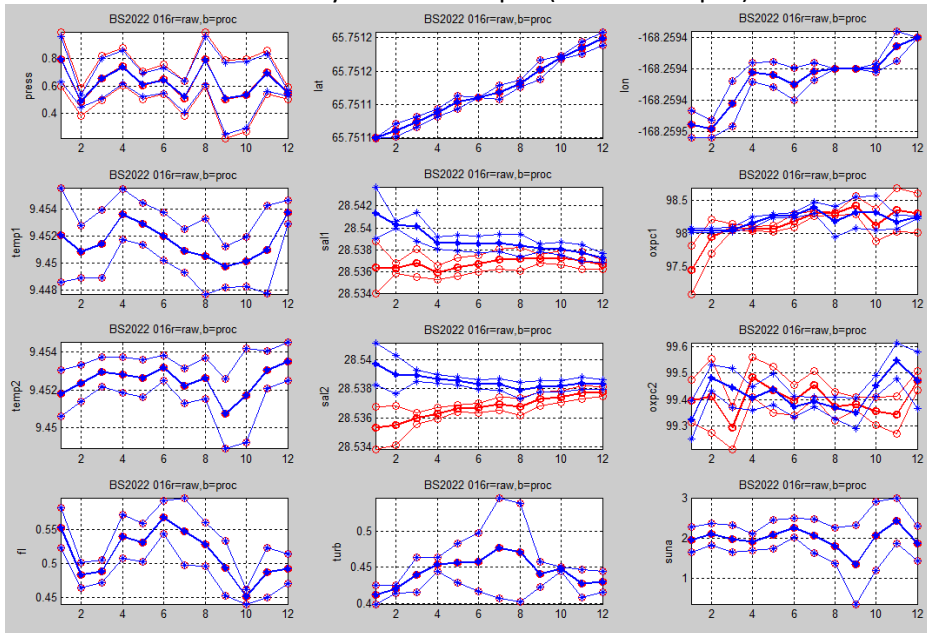 BS2022 016r=raw,b=proc BS2022 016r=raw,b=proc BS2022 016r=raw,b=proc
press
0.8
0.6
0.4
2 4 6 8 10 12
lat
65.7512
65.7512
65.7511
65.7511
2 4 6 8 10 12
lon
-168.2594
-168.2594
-168.2594
-168.2595
2 4 6 8 10 12
BS2022 016r=raw,b=proc BS2022 016r=raw,b=proc BS2022 016r=raw,b=proc
temp1
9.454
9.452
9.45
9.448
2 4 6 8 10 12
sal1
28.542
28.54
28.538
28.536
28.534
2 4 6 8 10 12
oxpc1
98.5
98
97.5
2 4 6 8 10 12
BS2022 016r=raw,b=proc BS2022 016r=raw,b=proc BS2022 016r=raw,b=proc
temp2
9.454
9.452
9.45
2 4 6 8 10 12
sal2
28.54
28.538
28.536
28.534
2 4 6 8 10 12
oxpc2
99.6
99.5
99.4
99.3
2 4 6 8 10 12
BS2022 016r=raw,b=proc BS2022 016r=raw,b=proc BS2022 016r=raw,b=proc
fl
0.55
0.5
0.45
2 4 6 8 10 12
turb
0.5
0.45
0.4
2 4 6 8 10 12
suna
3
2
1
2 4 6 8 10 12